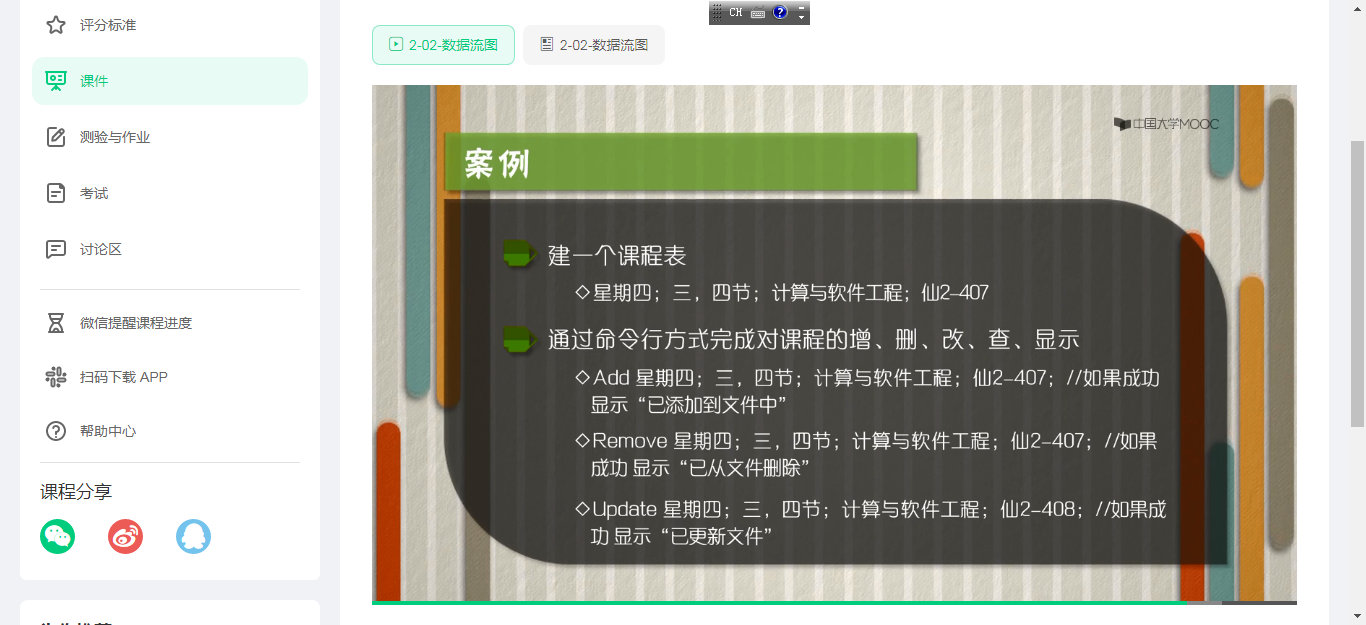 评分标准
课件
测验与作业
考试
讨论区
微信提醒课程进度
扫码下载 APP
帮助中心
课程分享
CH
2-02-数据流图
2-02-数据流图
中国大学MOOC
案例
建一个课程表
◇星期四；三，四节；计算与软件工程；仙2-407
通过命令行方式完成对课程的增、删、改、查、显示
◇Add 星期四；三，四节；计算与软件工程；仙2-407；//如果成功
显示“已添加到文件中”
◇Remove 星期四；三，四节；计算与软件工程；仙2-407；//如果
成功 显示“已从文件删除”
◇Update 星期四；三，四节；计算与软件工程；仙2-408；//如果成
功 显示“已更新文件”